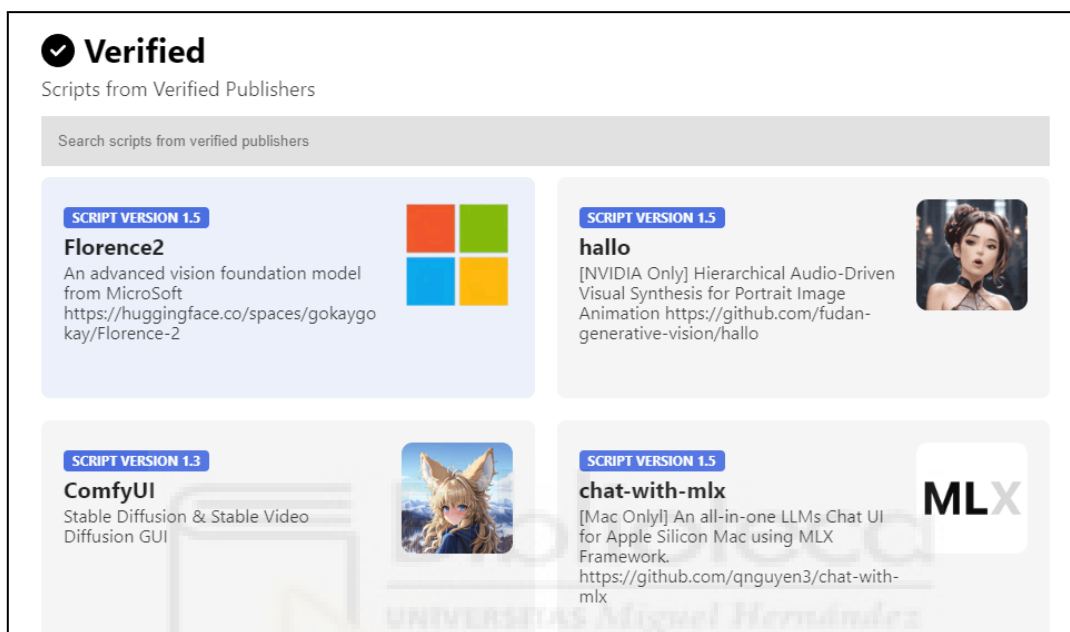 Verified
Scripts from Verified Publishers
Search scripts from verified publishers
SCRIPT VERSION 1.5
Florence2
An advanced vision foundation model
from MicroSoft
https://huggingface.co/spaces/gokaygo
kay/Florence-2
SCRIPT VERSION 1.5
hallo
[NVIDIA Only] Hierarchical Audio-Driven
Visual Synthesis for Portrait Image
Animation https://github.com/fudan-
generative-vision/hallo
SCRIPT VERSION 1.3
ComfyUI
Stable Diffusion & Stable Video
Diffusion GUI
SCRIPT VERSION 1.5
chat-with-mlx
[Mac Onlyl] An all-in-one LLMs Chat UI
for Apple Silicon Mac using MLX
Framework.
https://github.com/qnguyen3/chat-with-
mlx
MLX
Biblioteca
UNIVERSITAS Miguel Hernández